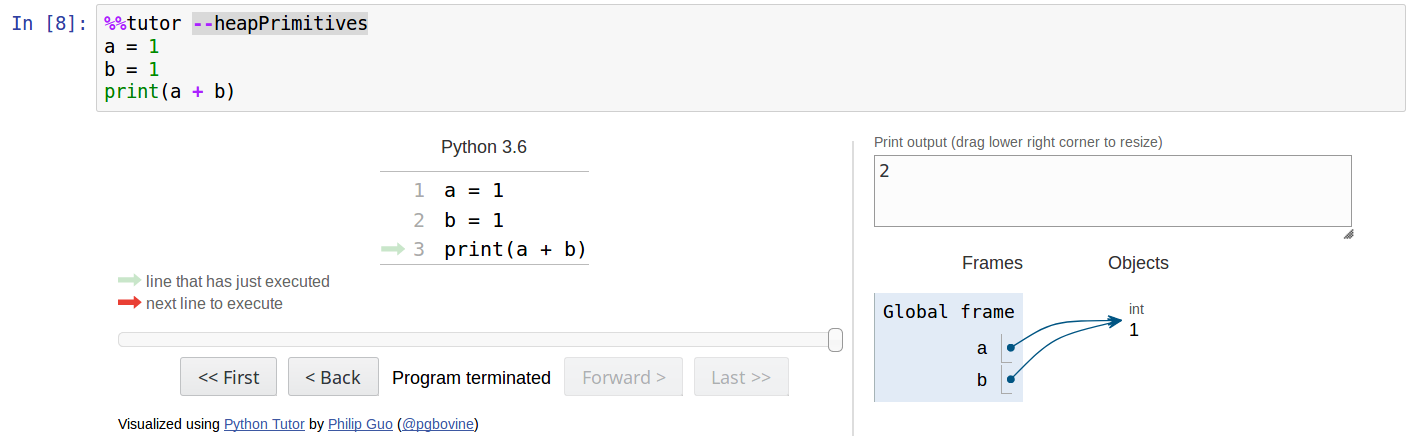 In [8]: %%tutor --heapPrimitives
a = 1
b = 1
print(a + b)
Python 3.6
1 a = 1
2 b = 1
3 print(a + b)
line that has just executed
next line to execute
<< First < Back Program terminated Forward > Last >>
Visualized using Python Tutor by Philip Guo (@pgbovine)
Print output (drag lower right corner to resize)
2
Frames Objects
Global frame
a
b
int
1